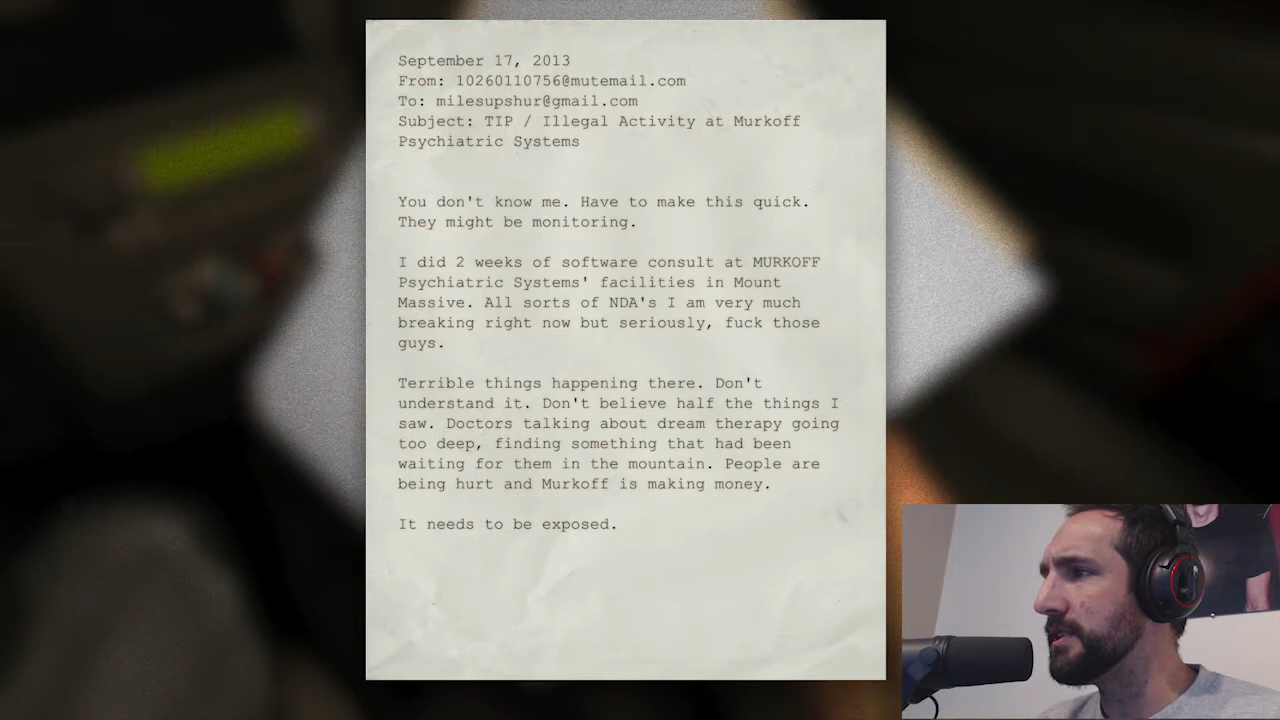 September 17, 2013
From: 10260110756@mutemail.com
To: milesupshur@gmail.com
Subject: TIP / Illegal Activity at Murkoff
Psychiatric Systems
You don't know me. Have to make this quick.
They might be monitoring.
I did 2 weeks of software consult at MURKOFF
Psychiatric Systems' facilities in Mount
Massive. All sorts of NDA's I am very much
breaking right now but seriously, fuck those
guys.
Terrible things happening there. Don't
understand it. Don't believe half the things I
saw. Doctors talking about dream therapy going
too deep, finding something that had been
waiting for them in the mountain. People are
being hurt and Murkoff is making money.
It needs to be exposed.